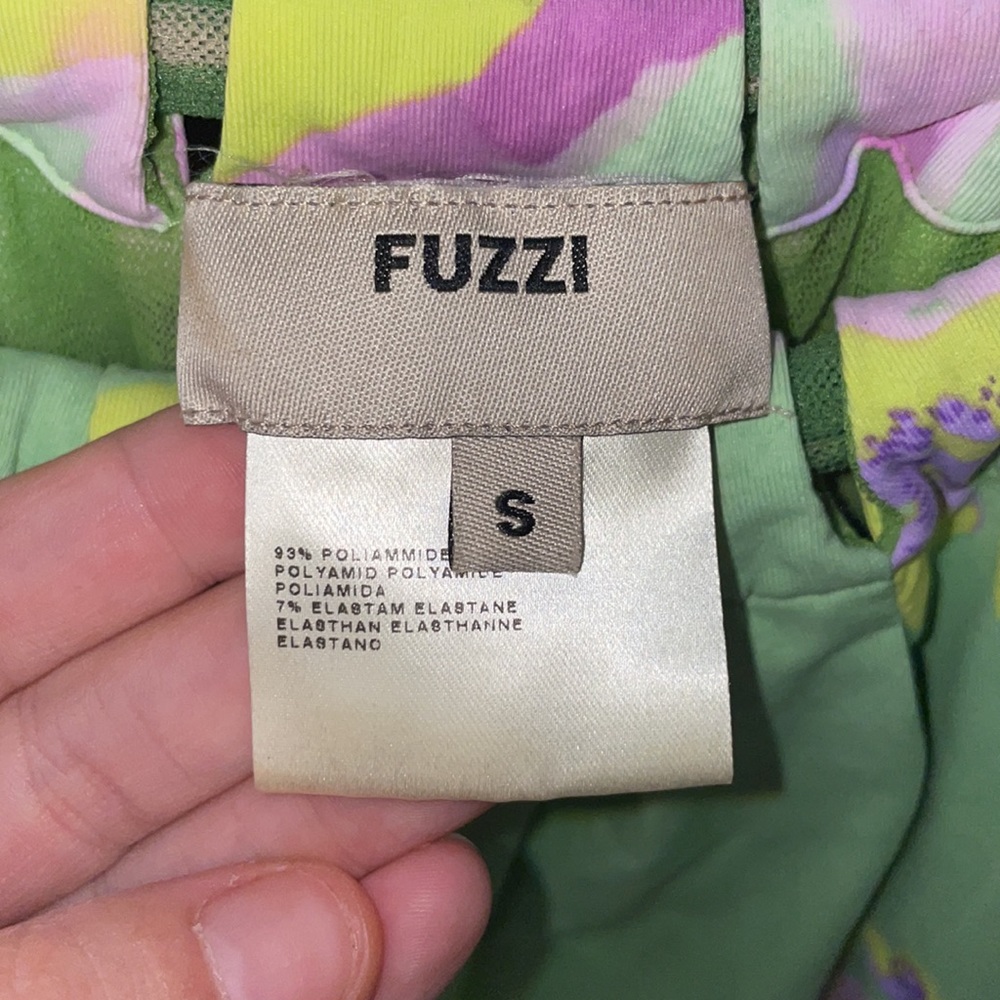 FUZZI
S
93% POLIAMMIDE
POLYAMID POLYAMIDE
POLIAMIDA
7% ELASTAM ELASTANE
ELASTHAN ELASTHANNE
ELASTANO